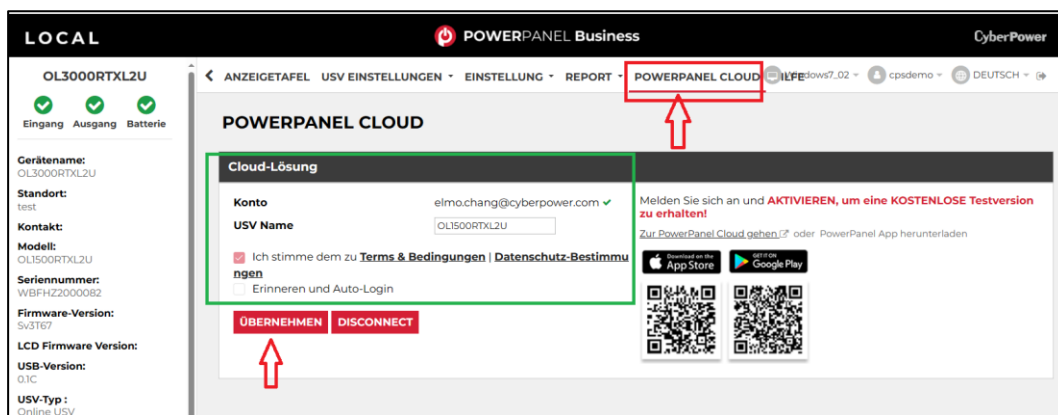 LOCAL
POWERPANEL Business
CyberPower
OL3000RTXL2U
Eingang Ausgang Batterie
ANZEIGETAFEL USV EINSTELLUNGEN EINSTELLUNG REPORT POWERPANEL CLOUD
cpsdemo DEUTSCH
POWERPANEL CLOUD
Gerätename:
OL3000RTXL2U
Standort:
test
Kontakt:
Modell:
OL1500RTXL2U
Seriennummer:
WBFHZ2000082
Firmware-Version:
Sv3T67
LCD Firmware Version:
USB-Version:
0.1C
USV-Typ :
Online USV
Cloud-Lösung
Konto elmo.chang@cyberpower.com
USV Name OL1500RTXL2U
Ich stimme dem zu Terms & Bedingungen | Datenschutz-Bestimmu
ngen
Erinneren und Auto-Login
ÜBERNEHMEN DISCONNECT
Melden Sie sich an und AKTIVIEREN, um eine KOSTENLOSE Testversion
zu erhalten!
Zur PowerPanel Cloud gehen oder PowerPanel App herunterladen
Download on the
App Store
GET IT ON
Google Play